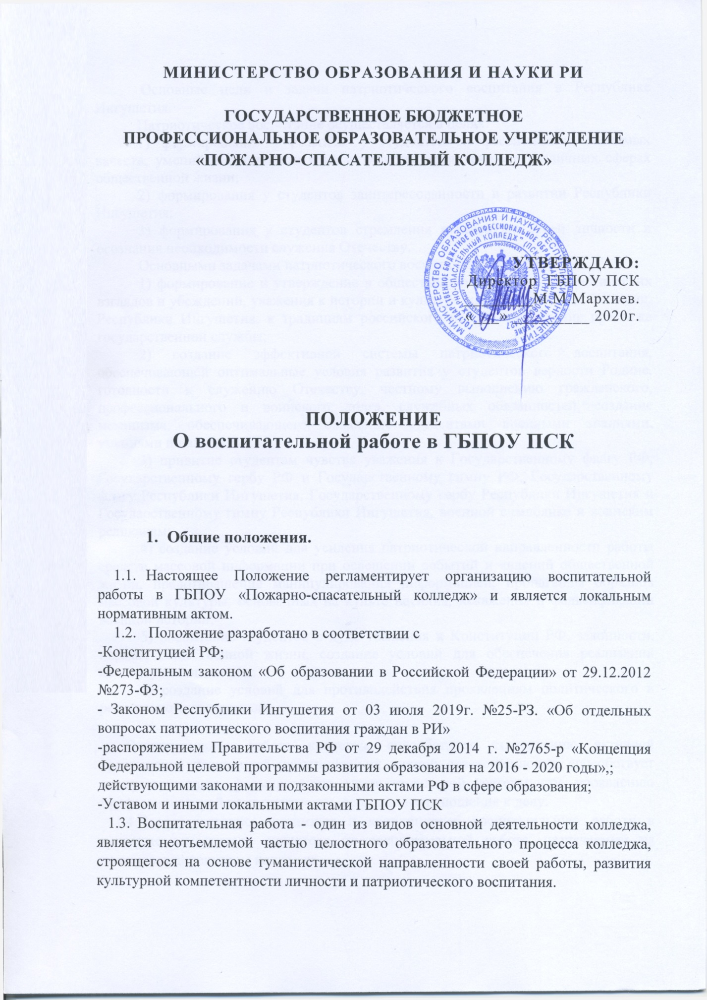 МИНИСТЕРСТВО ОБРАЗОВАНИЯ И НАУКИ РИ
ГОСУДАРСТВЕННОЕ БЮДЖЕТНОЕ
ПРОФЕССИОНАЛЬНОЕ ОБРАЗОВАТЕЛЬНОЕ УЧРЕЖДЕНИЕ
«ПОЖАРНО-СПАСАТЕЛЬНЫЙ КОЛЛЕДЖ»
УТВЕРЖДАЮ:
Директор ГБПОУ ПСК
________М.М.Мархиев.
«___» __________ 2020г.
ПОЛОЖЕНИЕ
О воспитательной работе в ГБПОУ ПСК
1. Общие положения.
1.1. Настоящее Положение регламентирует организацию воспитательной
работы в ГБПОУ «Пожарно-спасательный колледж» и является локальным
нормативным актом.
1.2. Положение разработано в соответствии с
-Конституцией РФ;
-Федеральным законом «Об образовании в Российской Федерации» от 29.12.2012
№273-ФЗ;
- Законом Республики Ингушетия от 03 июля 2019г. №25-РЗ. «Об отдельных
вопросах патриотического воспитания граждан в РИ»
-распоряжением Правительства РФ от 29 декабря 2014 г. №2765-р «Концепция
Федеральной целевой программы развития образования на 2016 - 2020 годы»,;
действующими законами и подзаконными актами РФ в сфере образования;
-Уставом и иными локальными актами ГБПОУ ПСК
1.3. Воспитательная работа - один из видов основной деятельности колледжа,
является неотъемлемой частью целостного образовательного процесса колледжа,
строящегося на основе гуманистической направленности своей работы, развития
культурной компетентности личности и патриотического воспитания.